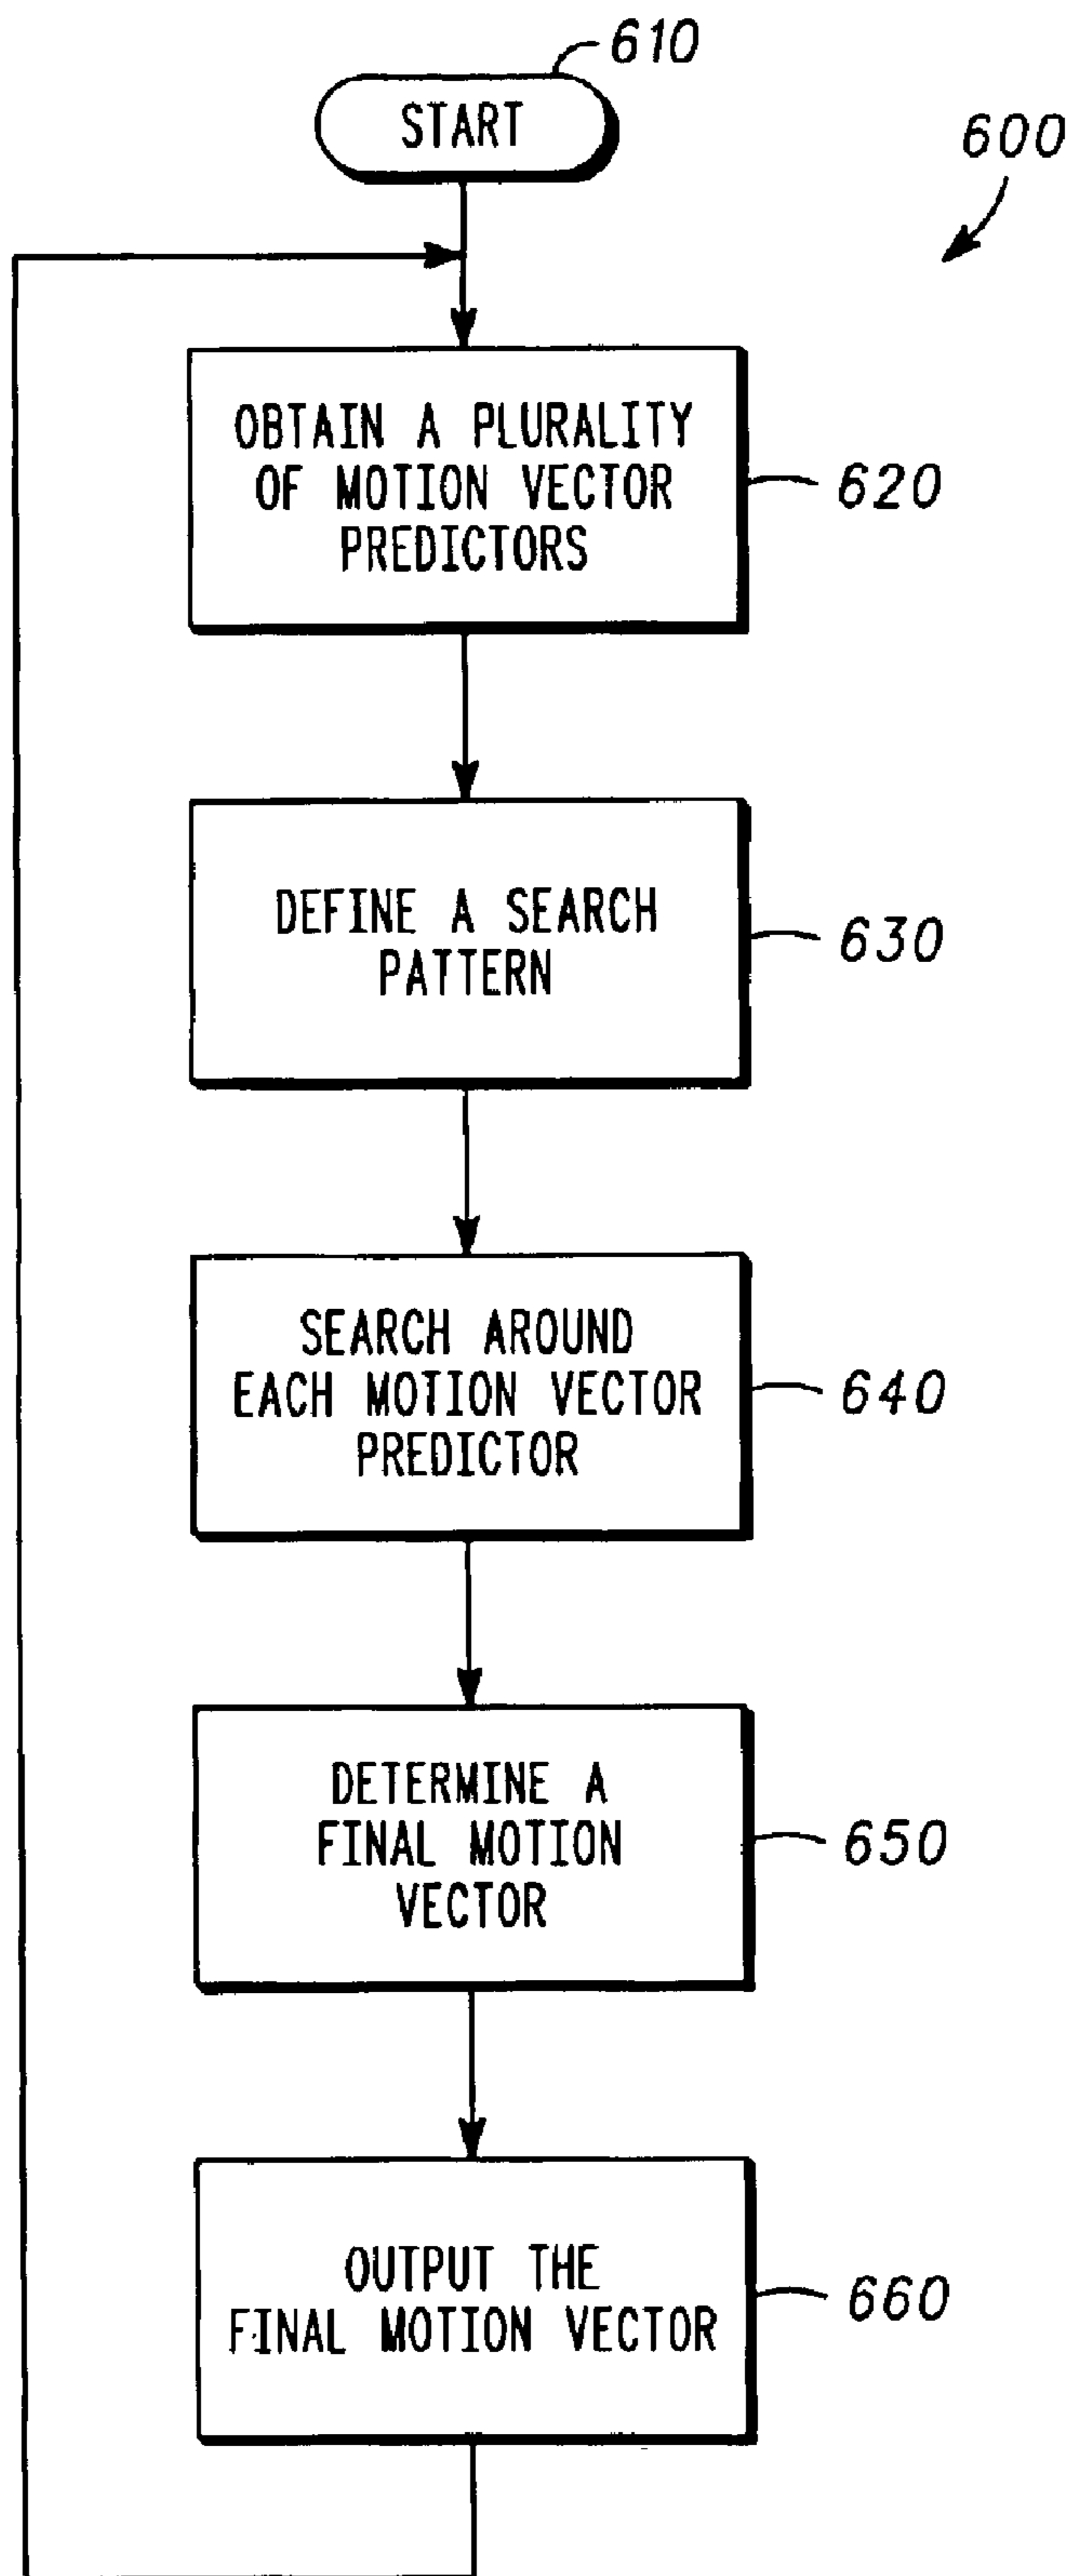 610
START
600
OBTAIN A PLURALITY
OF MOTION VECTOR
PREDICTORS
620
DEFINE A SEARCH
PATTERN
630
SEARCH AROUND
EACH MOTION VECTOR
PREDICTOR
640
DETERMINE A
FINAL MOTION
VECTOR
650
OUTPUT THE
FINAL MOTION VECTOR
660